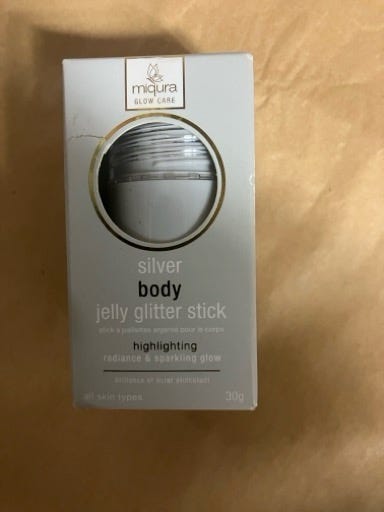 miqura
GLOW CARE
silver
body
jelly glitter stick
stick à paillettes argenté pour le corps
highlighting
radiance & sparkling glow
brillance et éclat étincelant
all skin types
30g